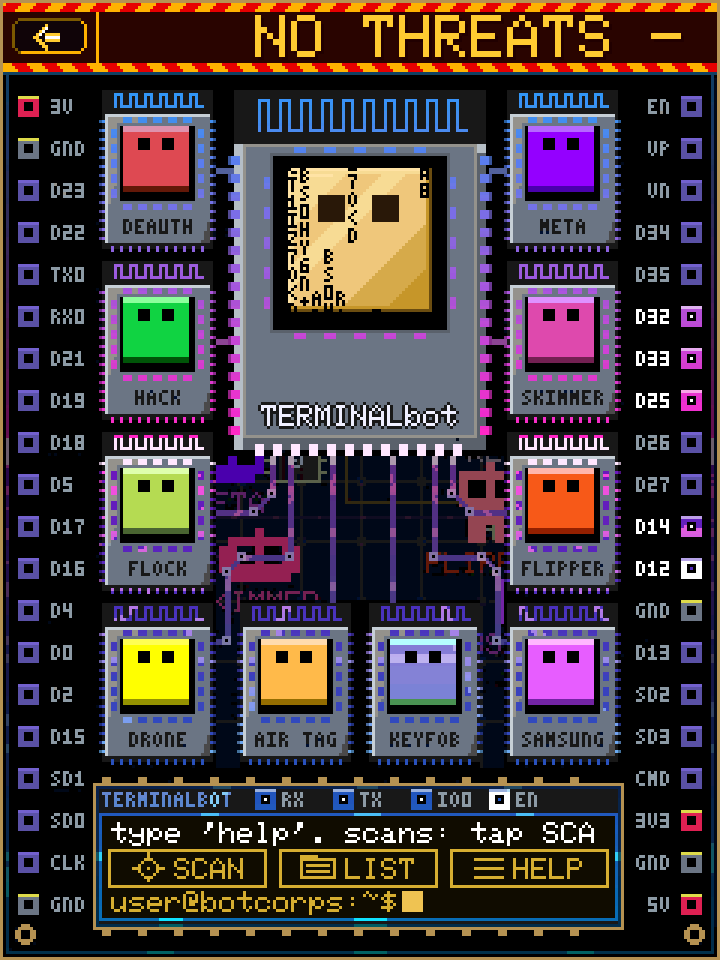 NO THREATS -
3V
GND
D23
D22
TX0
RX0
D21
D19
D18
D5
D17
D16
D4
D0
D2
D15
SD1
SD0
CLK
GND
DEAUTH
HACK
FLOCK
DRONE
AIR TAG
KEYFOB
TERMINALbot
META
SKIMMER
FLIPPER
SAMSUNG
EN
VP
VN
D34
D35
D32
D33
D25
D26
D27
D14
D12
GND
D13
SD2
SD3
CMD
3V3
GND
5V
TERMINALBOT RX TX IO0 EN
type 'help'. scans: tap SCA
SCAN LIST HELP
user@botcorps:~$